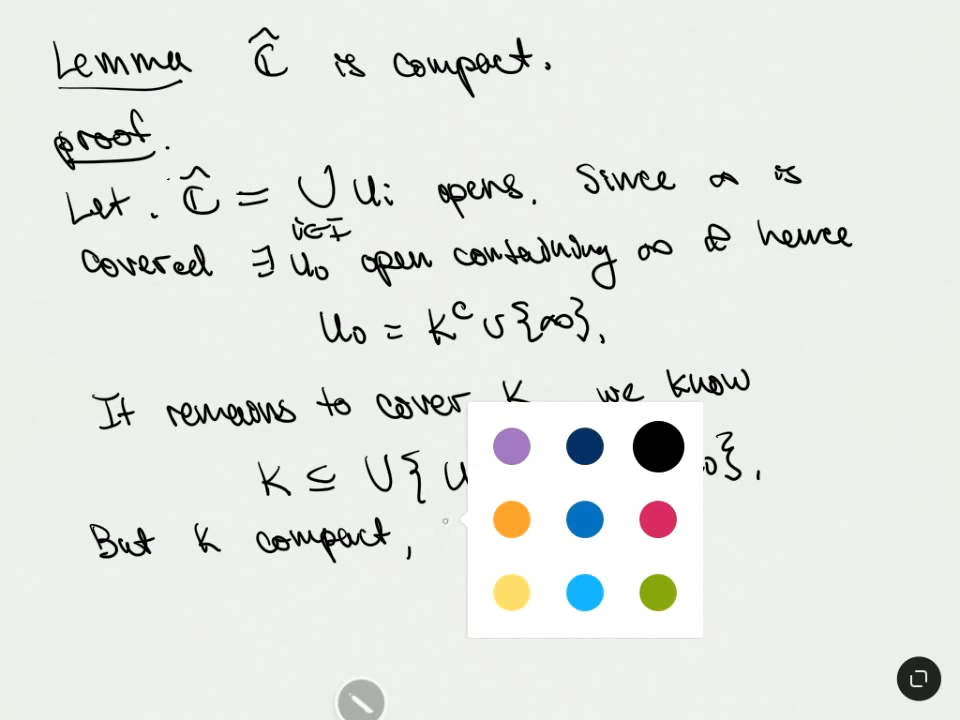 Lemma Ĉ is compact.
proof.
Let. Ĉ = ⋃ Ui opens. Since ∞ is
i∈I
covered ∃ U0 open containing ∞ & hence
U0 = K^c ∪ {∞}.
It remains to cover K we know
K ⊆ ∪{ U }.
But K compact,